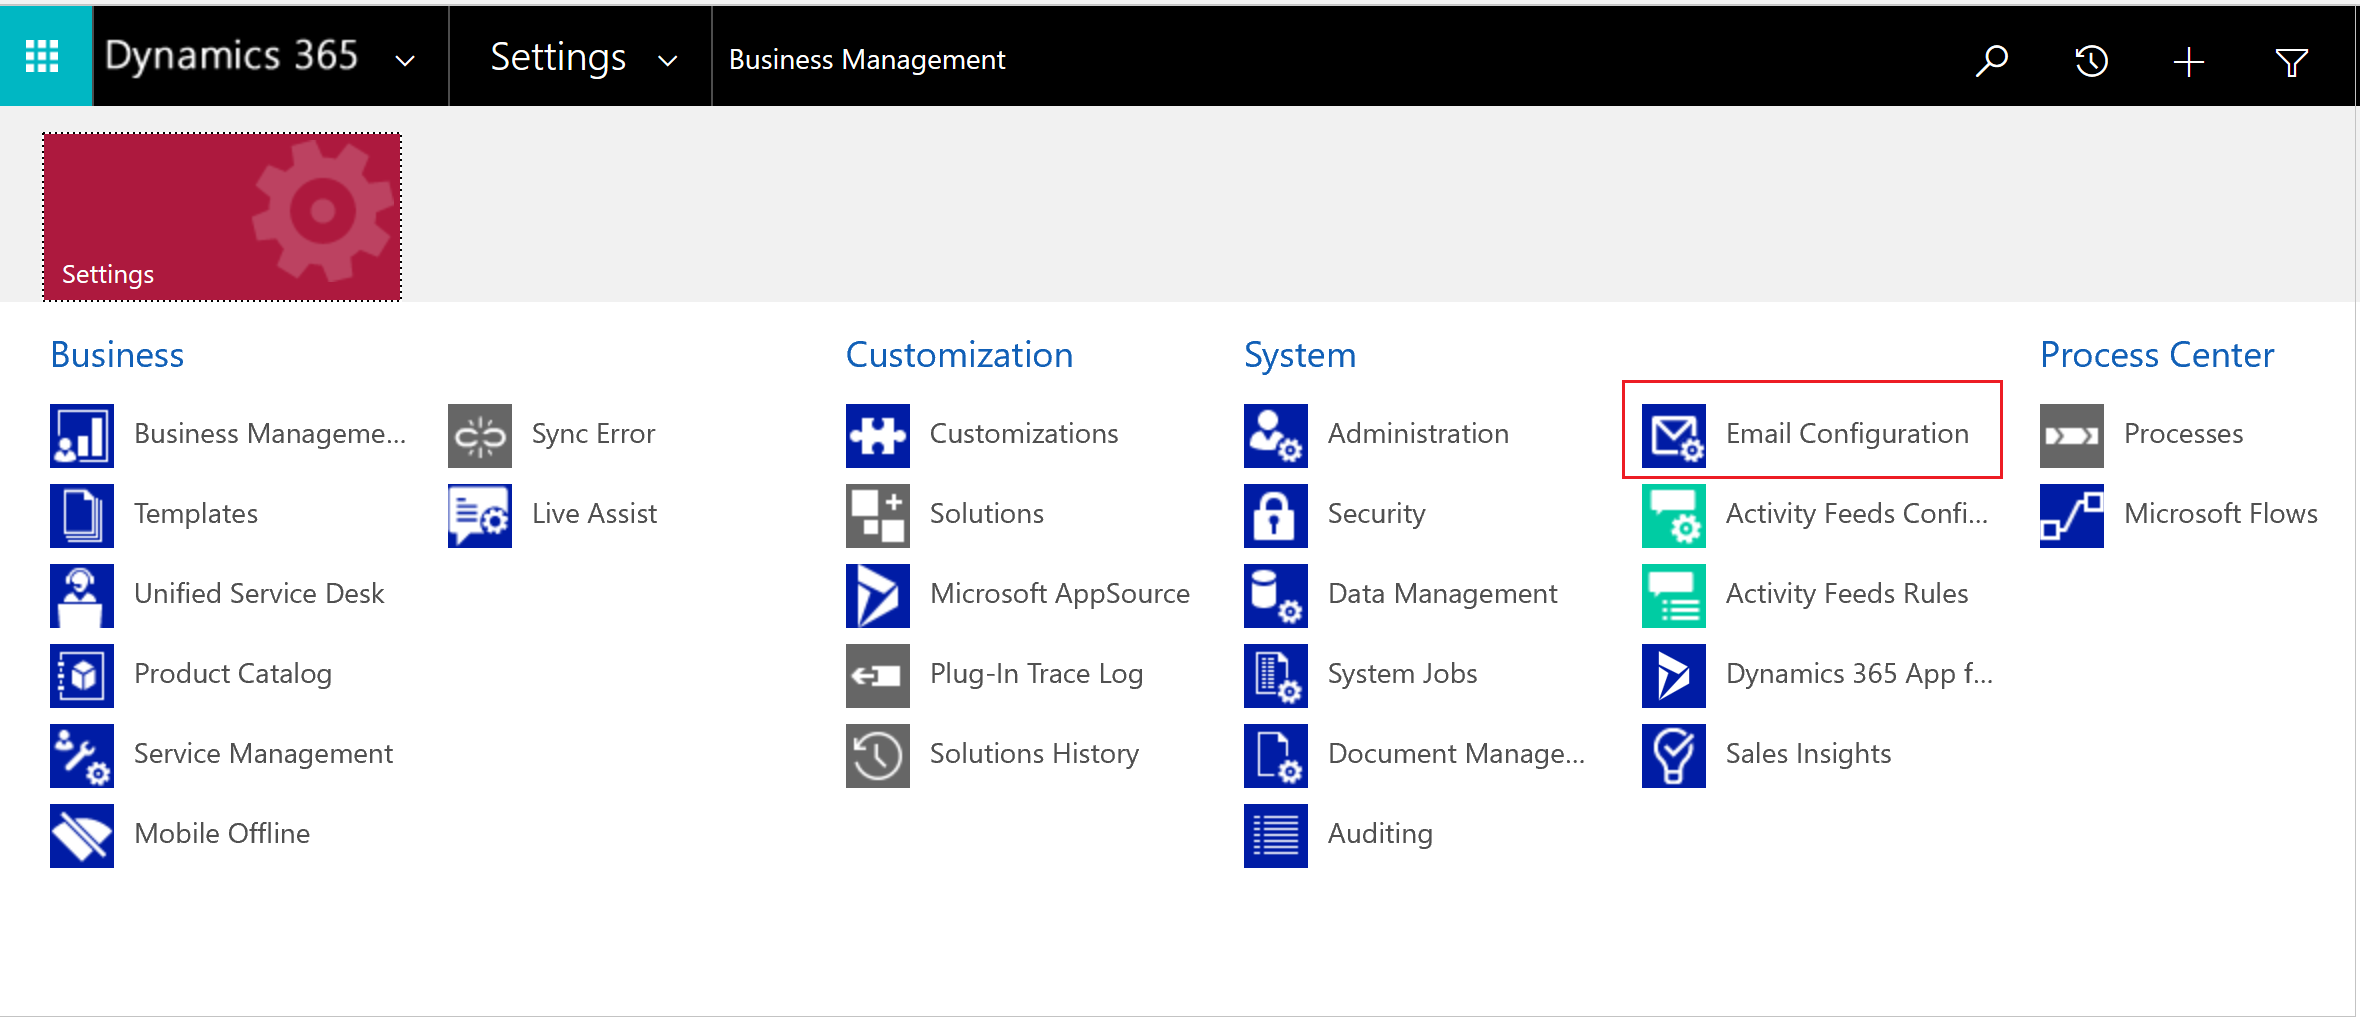 Dynamics 365
Settings
Business Management
Settings
Business
Business Manageme...
Templates
Unified Service Desk
Product Catalog
Service Management
Mobile Offline
Sync Error
Live Assist
Customization
Customizations
Solutions
Microsoft AppSource
Plug-In Trace Log
Solutions History
System
Administration
Security
Data Management
System Jobs
Document Manage...
Auditing
Email Configuration
Activity Feeds Confi...
Activity Feeds Rules
Dynamics 365 App f...
Sales Insights
Process Center
Processes
Microsoft Flows